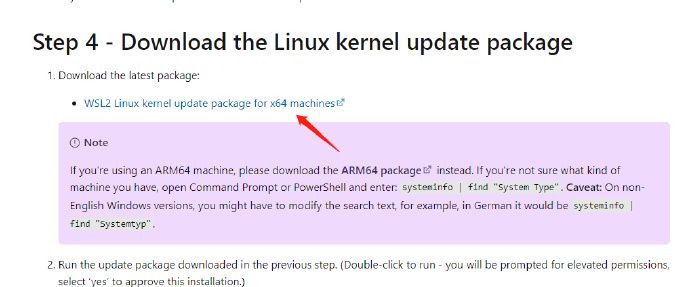 Step 4 - Download the Linux kernel update package
1. Download the latest package:
• WSL2 Linux kernel update package for x64 machines
Note
If you're using an ARM64 machine, please download the ARM64 package instead. If you're not sure what kind of
machine you have, open Command Prompt or PowerShell and enter: systeminfo | find "System Type". Caveat: On non-
English Windows versions, you might have to modify the search text, for example, in German it would be systeminfo |
find "Systemtyp".
2. Run the update package downloaded in the previous step. (Double-click to run - you will be prompted for elevated permissions,
select 'yes' to approve this installation.)